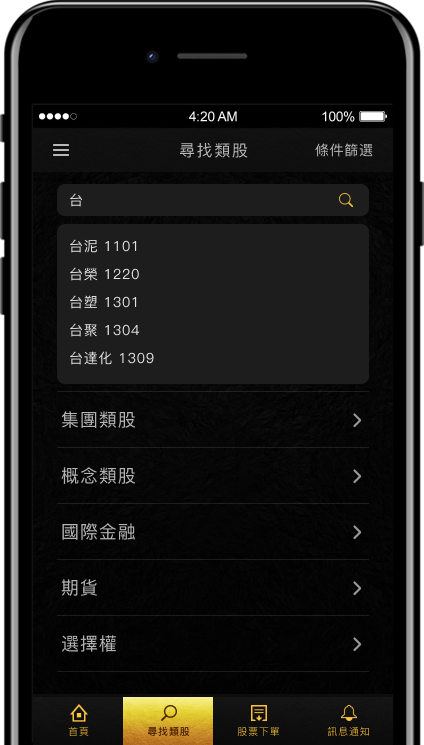 4:20 AM 100%
尋找類股 條件篩選
台
台泥 1101
台榮 1220
台塑 1301
台聚 1304
台達化 1309
集團類股
概念類股
國際金融
期貨
選擇權
首頁 尋找類股 股票下單 訊息通知